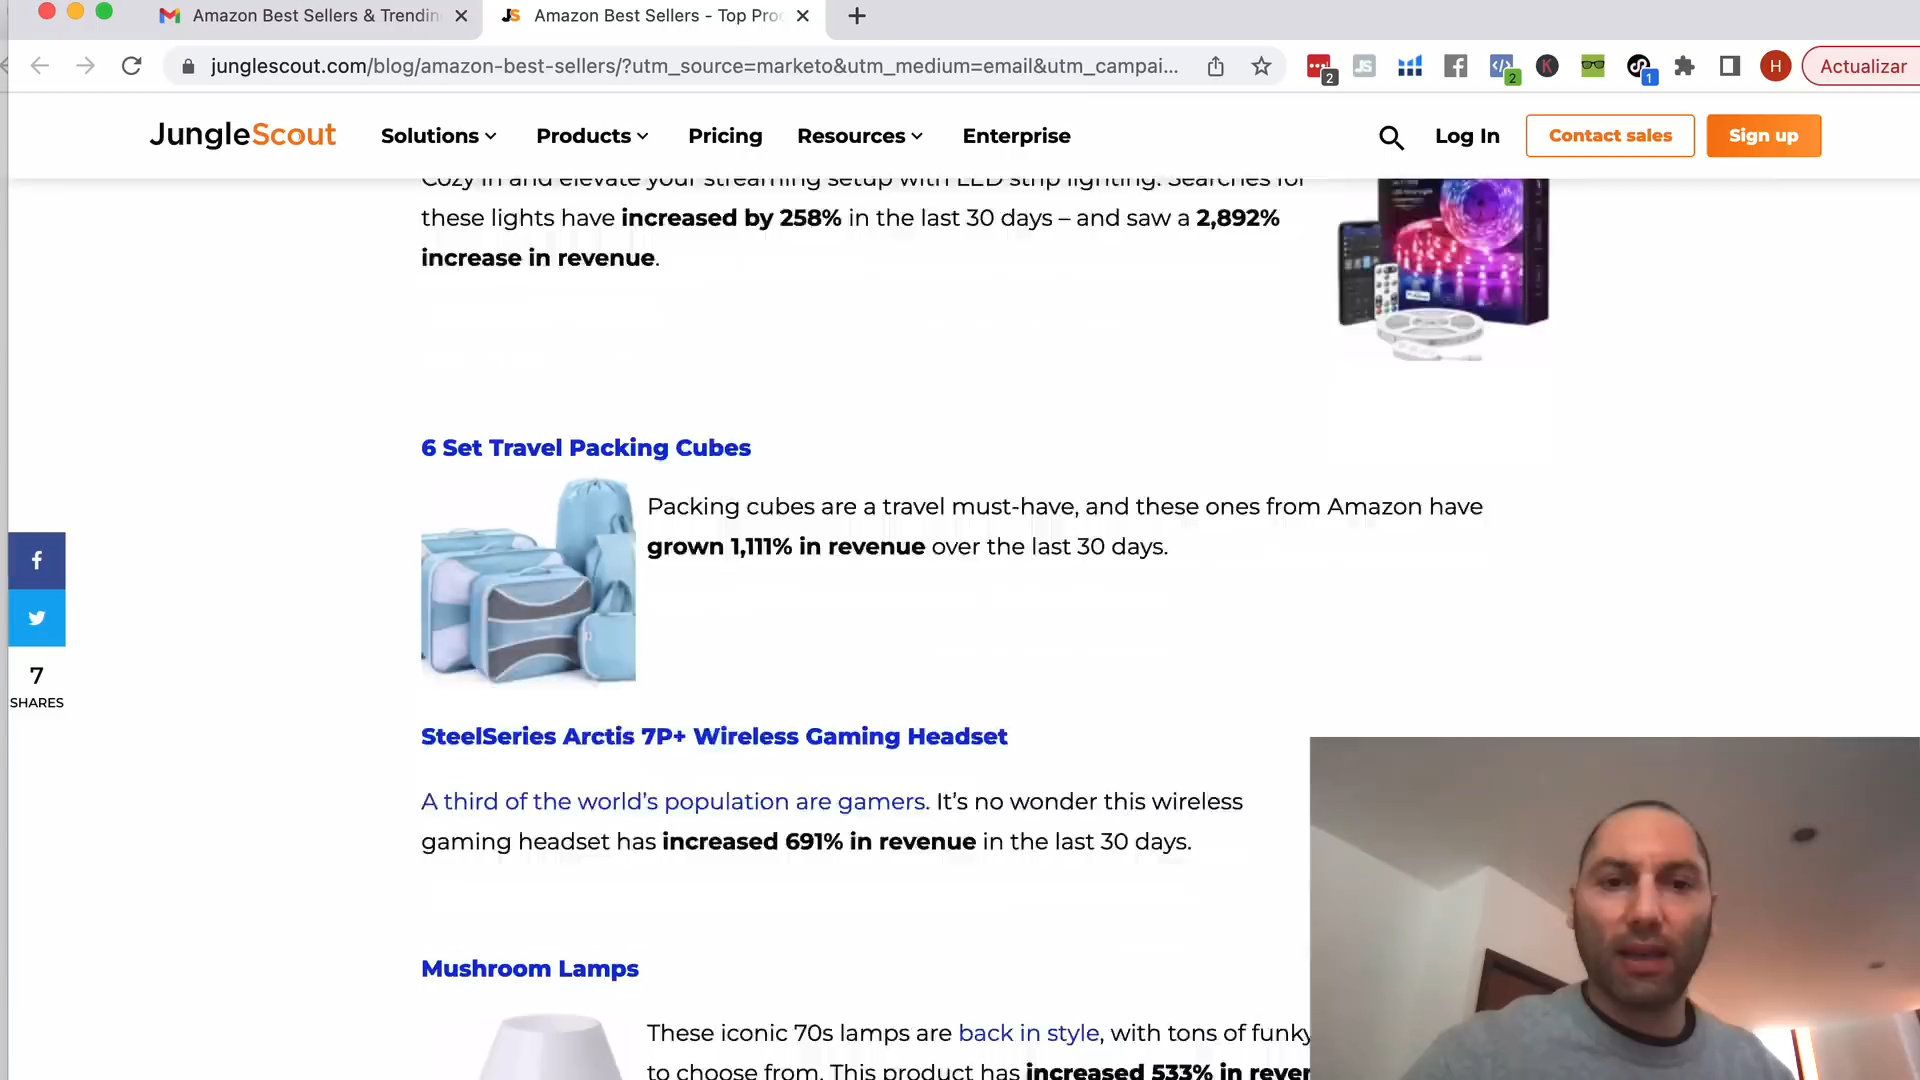 Amazon Best Sellers & Trendin
Amazon Best Sellers - Top Pro
junglescout.com/blog/amazon-best-sellers/?utm_source=marketo&utm_medium=email&utm_campai...
2
2
K
1
H
Actualizar
JungleScout
Solutions
Products
Pricing
Resources
Enterprise
Log In
Contact sales
Sign up
Cozy in and elevate your streaming setup with LED strip lighting. Searches for
these lights have increased by 258% in the last 30 days – and saw a 2,892%
increase in revenue.
6 Set Travel Packing Cubes
Packing cubes are a travel must-have, and these ones from Amazon have
grown 1,111% in revenue over the last 30 days.
7
SHARES
SteelSeries Arctis 7P+ Wireless Gaming Headset
A third of the world's population are gamers. It's no wonder this wireless
gaming headset has increased 691% in revenue in the last 30 days.
Mushroom Lamps
These iconic 70s lamps are back in style, with tons of funky
to choose from. This product has increased 533% in rever